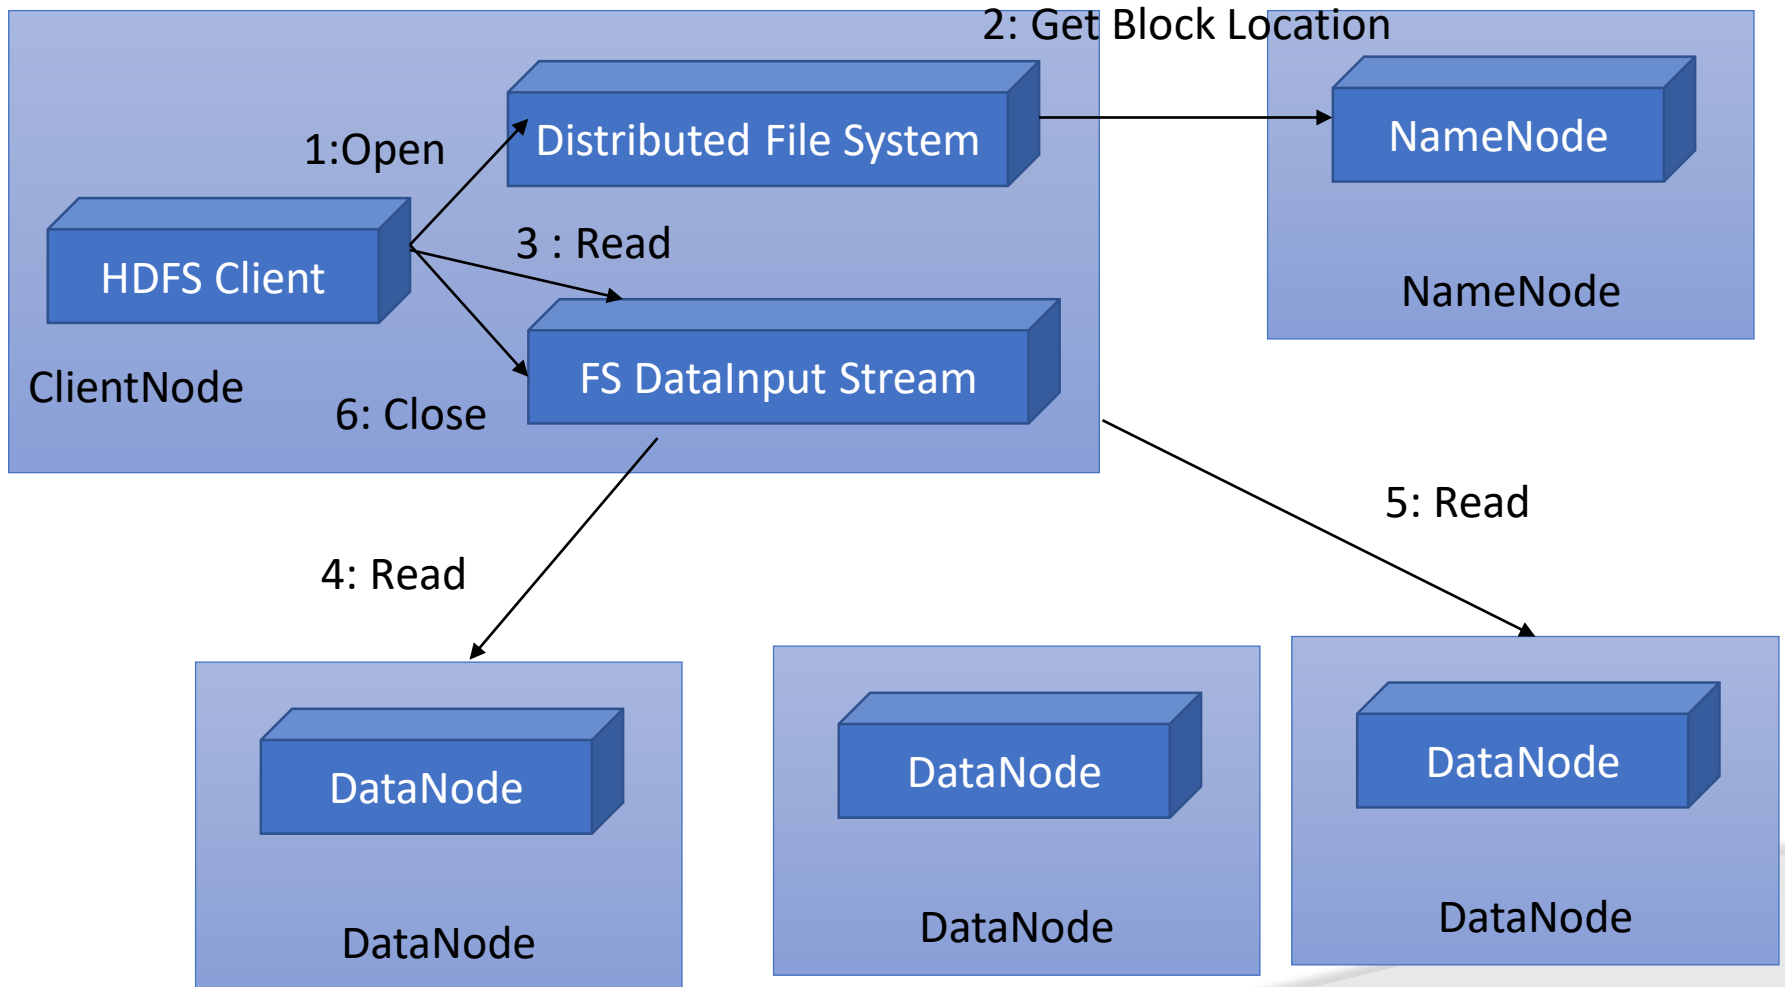 2: Get Block Location
Distributed File System
NameNode
1:Open
3 : Read
HDFS Client
NameNode
FS DataInput Stream
ClientNode
6: Close
5: Read
4: Read
DataNode
DataNode
DataNode
DataNode
DataNode
DataNode